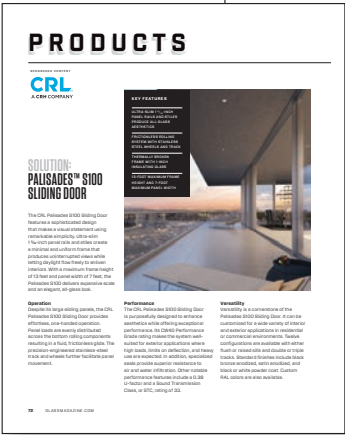 PRODUCTS
SPONSORED CONTENT
CRL
A CRH COMPANY
KEY FEATURES
PANEL RAILS AND STILES
PRODUCE ALL-GLASS
AESTHETICS
FRICTIONLESS ROLLING
SYSTEM WITH STAINLESS
STEEL WHEELS AND TRACK
THERMALLY BROKEN
FRAME WITH 1-INCH
INSULATING GLASS
12-FOOT MAXIMUM FRAME
HEIGHT AND 7-FOOT
MAXIMUM PANEL WIDTH
SOLUTION:
PALISADES™ S100
SLIDING DOOR
The CRL Palisades S100 Sliding Door
features a sophisticated design
that makes a visual statement using
remarkable simplicity. Ultra-slim
-inch panel rails and stiles create
a minimal and uniform frame that
produces uninterrupted views while
letting daylight flow freely to enliven
interiors. With a maximum frame height
of 12 feet and panel width of 7 feet, the
Palisades S100 delivers expansive scale
and an elegant, all-glass look.
Operation
Despite its large sliding panels, the CRL
Palisades S100 Sliding Door provides
effortless, one-handed operation.
Panel loads are evenly distributed
across the bottom rolling components
resulting in a fluid, frictionless glide. The
precision-engineered stainless-steel
track and wheels further facilitate panel
movement.
Performance
The CRL Palisades S100 Sliding Door
is purposefully designed to enhance
aesthetics while offering exceptional
performance. Its CW40 Performance
Grade rating makes the system well-
suited for exterior applications where
high loads, limits on deflection, and heavy
use are expected. In addition, specialized
seals provide superior resistance to
air and water infiltration. Other notable
performance features include a 0.38
U-factor and a Sound Transmission
Class, or STC, rating of 33.
Versatility
Versatility is a cornerstone of the
Palisades S100 Sliding Door. It can be
customized for a wide variety of interior
and exterior applications in residential
or commercial environments. Twelve
configurations are available with either
flush or raised sills and double or triple
tracks. Standard finishes include black
bronze anodized, satin anodized, and
black or white powder coat. Custom
RAL colors are also available.
72 GLASSMAGAZINE.COM